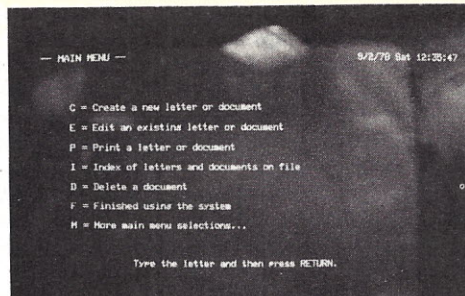 — MAIN MENU —
9/2/78 Sat 12:35:47
C = Create a new letter or document
E = Edit an existing letter or document
P = Print a letter or document
I = Index of letters and documents on file
D = Delete a document
F = Finished using the system
M = More main menu selections...
Type the letter and then press RETURN.